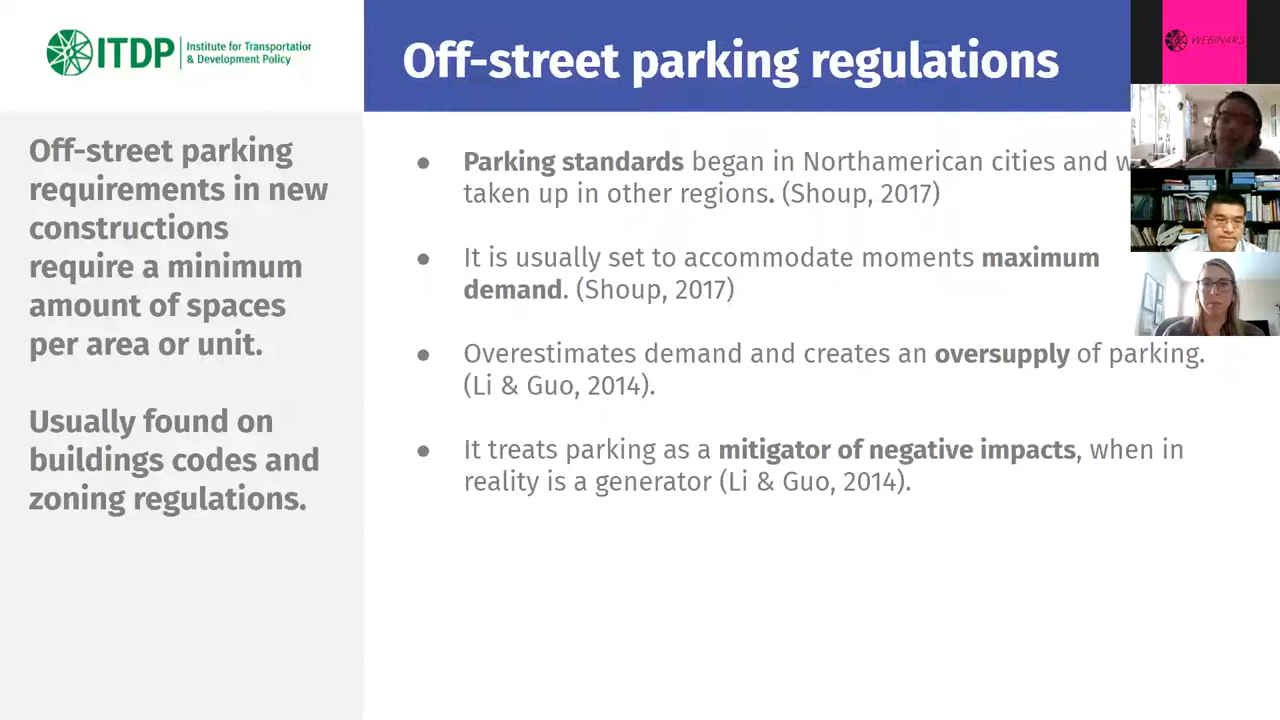 ITDP
Institute for Transportation
& Development Policy
Off-street parking regulations
WEBINARS
Off-street parking
requirements in new
constructions
require a minimum
amount of spaces
per area or unit.
Usually found on
buildings codes and
zoning regulations.
● Parking standards began in Northamerican cities and
taken up in other regions. (Shoup, 2017)
● It is usually set to accommodate moments maximum
demand. (Shoup, 2017)
● Overestimates demand and creates an oversupply of parking.
(Li & Guo, 2014).
● It treats parking as a mitigator of negative impacts, when in
reality is a generator (Li & Guo, 2014).